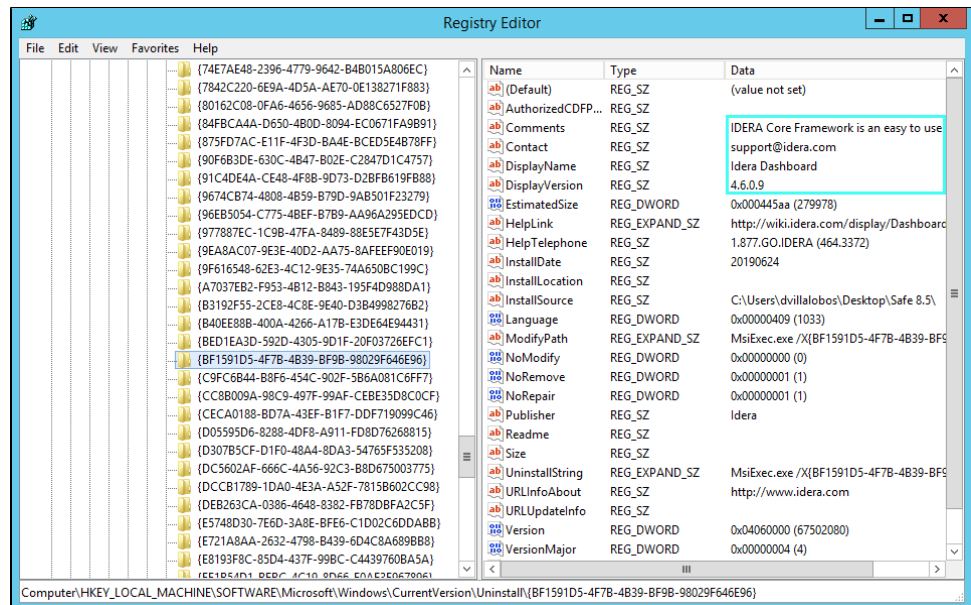 Registry Editor
File Edit View Favorites Help
{74E7AE48-2396-4779-9642-B4B015A806EC}
{7842C220-6E9A-4D5A-AE70-0E138271F883}
{80162C08-0FA6-4656-9685-AD88C6527F0B}
{84FBCA4A-D650-4B0D-8094-EC0671FA9B91}
{875FD7AC-E11F-4F3D-BA4E-BCED5E4B78FF}
{90F6B3DE-630C-4B47-B02E-C2847D1C4757}
{91C4DE4A-CE48-4F8B-9D73-D2BFB619FB88}
{9674CB74-4808-4B59-B79D-9AB501F23279}
{96EB5054-C775-4BEF-B7B9-AA96A295EDCD}
{977887EC-1C9B-47FA-8489-88E5E7F43D5E}
{9EA8AC07-9E3E-40D2-AA75-8AFEEF90E019}
{9F616548-62E3-4C12-9E35-74A650BC199C}
{A7037EB2-F953-4B12-B843-195F4D988DA1}
{B3192F55-2CE8-4C8E-9E40-D3B4998276B2}
{B40EE88B-400A-4266-A17B-E3DE64E94431}
{BED1EA3D-592D-4305-9D1F-20F03726EFC1}
{BF1591D5-4F7B-4B39-BF9B-98029F646E96}
{C9FC6B44-B8F6-454C-902F-5B6A081C6FF7}
{CC8B009A-98C9-497F-99AF-CEBE35D8C0CF}
{CECA0188-BD7A-43EF-B1F7-DDF719099C46}
{D05595D6-8288-4DF8-A911-FD8D76268815}
{D307B5CF-D1F0-48A4-8DA3-54765F535208}
{DC5602AF-666C-4A56-92C3-B8D675003775}
{DCCB1789-1DA0-4E3A-A52F-7815B602CC98}
{DEB263CA-0386-4648-8382-FB78DBFA2C5F}
{E5748D30-7E6D-3A8E-BFE6-C1D02C6DDABB}
{E721A8AA-2632-4798-B439-6D4C8A689BB8}
{E8193F8C-85D4-437F-99BC-C4439760BA5A}
Name Type Data
(Default) REG_SZ (value not set)
AuthorizedCDFP... REG_SZ
Comments REG_SZ IDERA Core Framework is an easy to use
Contact REG_SZ support@idera.com
DisplayName REG_SZ Idera Dashboard
DisplayVersion REG_SZ 4.6.0.9
EstimatedSize REG_DWORD 0x000445aa (279978)
HelpLink REG_EXPAND_SZ http://wiki.idera.com/display/Dashboard
HelpTelephone REG_SZ 1.877.GO.IDERA (464.3372)
InstallDate REG_SZ 20190624
InstallLocation REG_SZ
InstallSource REG_SZ C:\Users\dvillalobos\Desktop\Safe 8.5\
Language REG_DWORD 0x00000409 (1033)
ModifyPath REG_EXPAND_SZ MsiExec.exe /X{BF1591D5-4F7B-4B39-BF9
NoModify REG_DWORD 0x00000000 (0)
NoRemove REG_DWORD 0x00000001 (1)
NoRepair REG_DWORD 0x00000001 (1)
Publisher REG_SZ Idera
Readme REG_SZ
Size REG_SZ
UninstallString REG_EXPAND_SZ MsiExec.exe /X{BF1591D5-4F7B-4B39-BF9
URLInfoAbout REG_SZ http://www.idera.com
URLUpdateInfo REG_SZ
Version REG_DWORD 0x04060000 (67502080)
VersionMajor REG_DWORD 0x00000004 (4)
Computer\HKEY_LOCAL_MACHINE\SOFTWARE\Microsoft\Windows\CurrentVersion\Uninstall\{BF1591D5-4F7B-4B39-BF9B-98029F646E96}